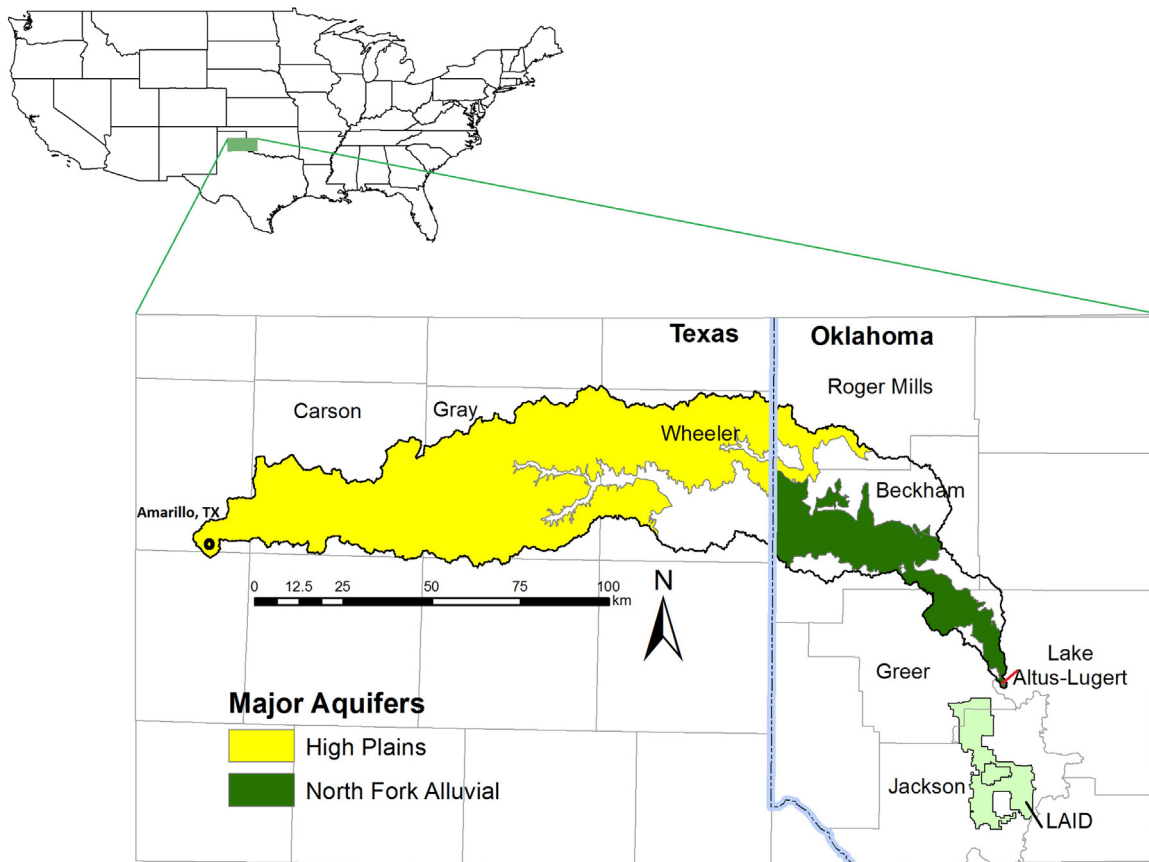 Texas
Oklahoma
Roger Mills
Carson
Gray
Wheeler
Beckham
Amarillo, TX
0 12.5 25 50 75 100
km
N
Greer
Lake
Altus-Lugert
Major Aquifers
High Plains
North Fork Alluvial
Jackson
LAID